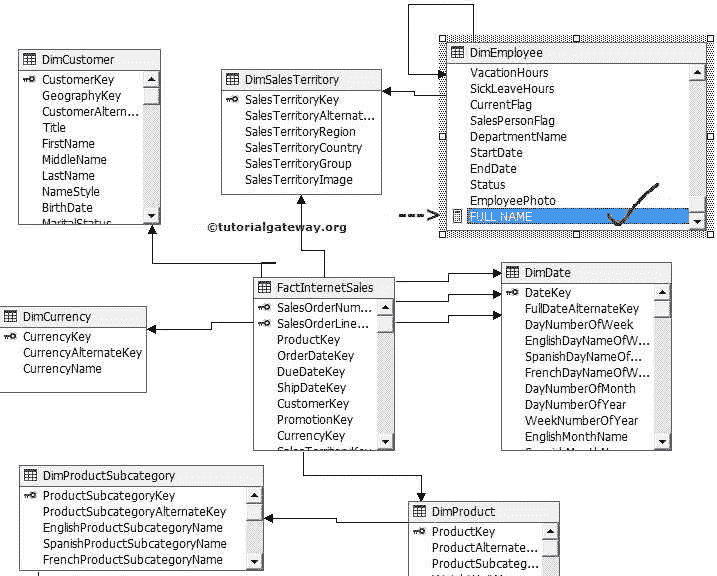 DimCustomer
CustomerKey
GeographyKey
CustomerAltern...
Title
FirstName
MiddleName
LastName
NameStyle
BirthDate
MaritalStatus
DimSalesTerritory
SalesTerritoryKey
SalesTerritoryAlternat...
SalesTerritoryRegion
SalesTerritoryCountry
SalesTerritoryGroup
SalesTerritoryImage
DimEmployee
VacationHours
SickLeaveHours
CurrentFlag
SalesPersonFlag
DepartmentName
StartDate
EndDate
Status
EmployeePhoto
FULL NAME
©tutorialgateway.org
DimCurrency
CurrencyKey
CurrencyAlternateKey
CurrencyName
FactInternetSales
SalesOrderNum...
SalesOrderLine...
ProductKey
OrderDateKey
DueDateKey
ShipDateKey
CustomerKey
PromotionKey
CurrencyKey
SalesTerritoryKey
DimDate
DateKey
FullDateAlternateKey
DayNumberOfWeek
EnglishDayNameOfW...
SpanishDayNameOf...
FrenchDayNameOfW...
DayNumberOfMonth
DayNumberOfYear
WeekNumberOfYear
EnglishMonthName
SpanishMonthName
DimProductSubcategory
ProductSubcategoryKey
ProductSubcategoryAlternateKey
EnglishProductSubcategoryName
SpanishProductSubcategoryName
FrenchProductSubcategoryName
DimProduct
ProductKey
ProductAlternate...
ProductSubcateg...